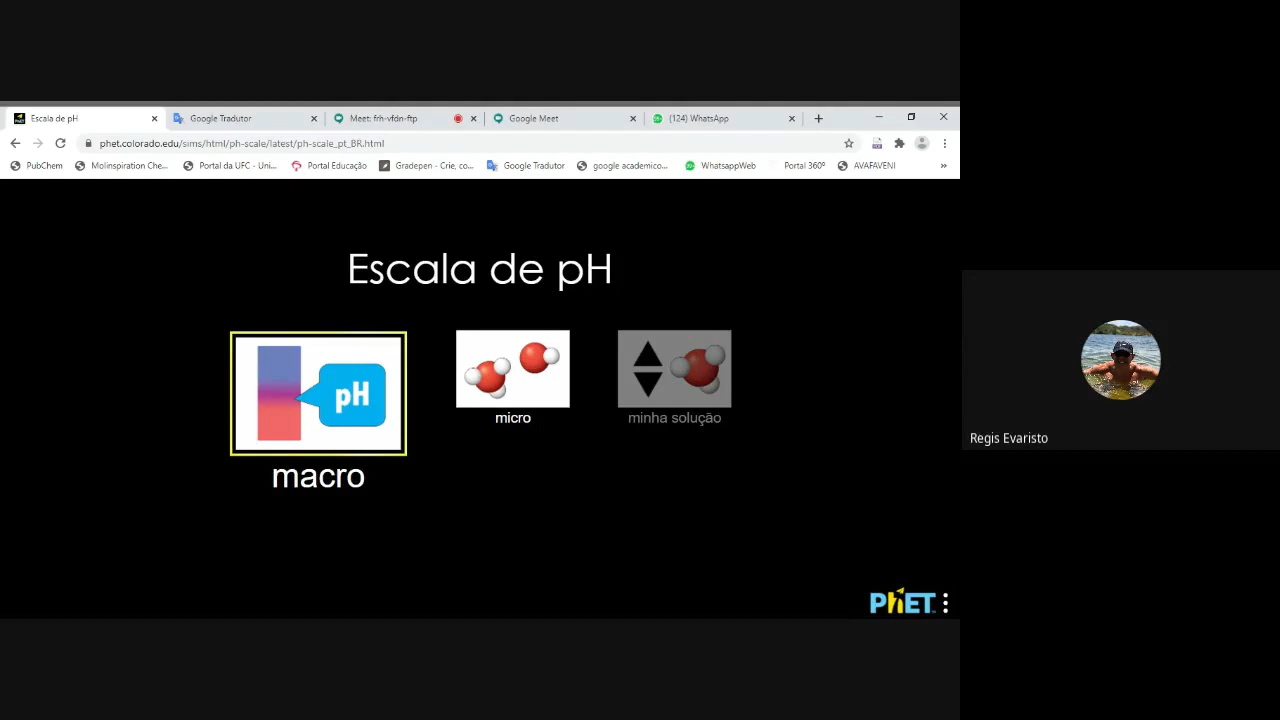 Escala de pH
Google Tradutor
Meet: frh-vfdn-ftp
Google Meet
(124) WhatsApp
phet.colorado.edu/sims/html/ph-scale/latest/ph-scale_pt_BR.html
PubChem
Molinspiration Che...
Portal da UFC - Uni...
Portal Educação
Gradepen - Crie, co...
Google Tradutor
google academico...
WhatsappWeb
Portal 360º
AVAFAVENI
»
Escala de pH
pH
macro
micro
minha solução
PhET
Regis Evaristo